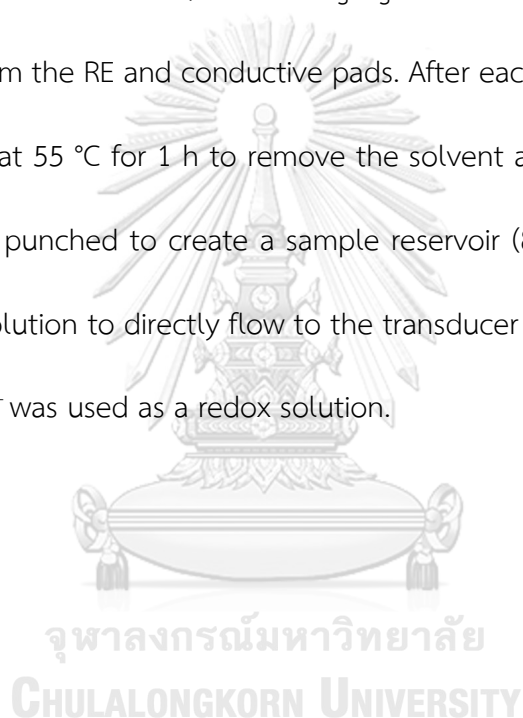 m the RE and conductive pads. After eac
at 55 °C for 1 h to remove the solvent a
punched to create a sample reservoir (
olution to directly flow to the transducer
was used as a redox solution.
จุฬาลงกรณ์มหาวิทยาลัย
CHULALONGKORN UNIVERSITY